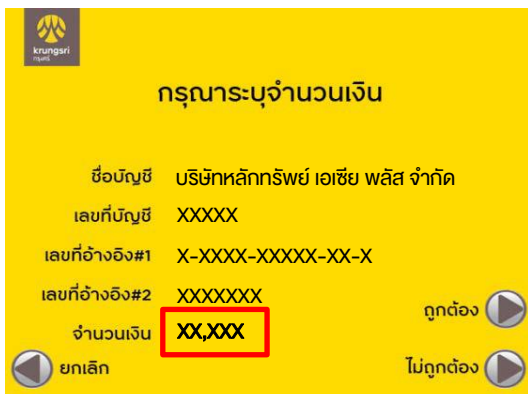 krungsri
กรุงศรี
กรุณาระบุจำนวนเงิน
ชื่อบัญชี บริษัทหลักทรัพย์ เอเซีย พลัส จำกัด
เลขที่บัญชี XXXXX
เลขที่อ้างอิง#1 X-XXXX-XXXXX-XX-X
เลขที่อ้างอิง#2 XXXXXXX
ถูกต้อง
จำนวนเงิน XX,XXX
ยกเลิก ไม่ถูกต้อง